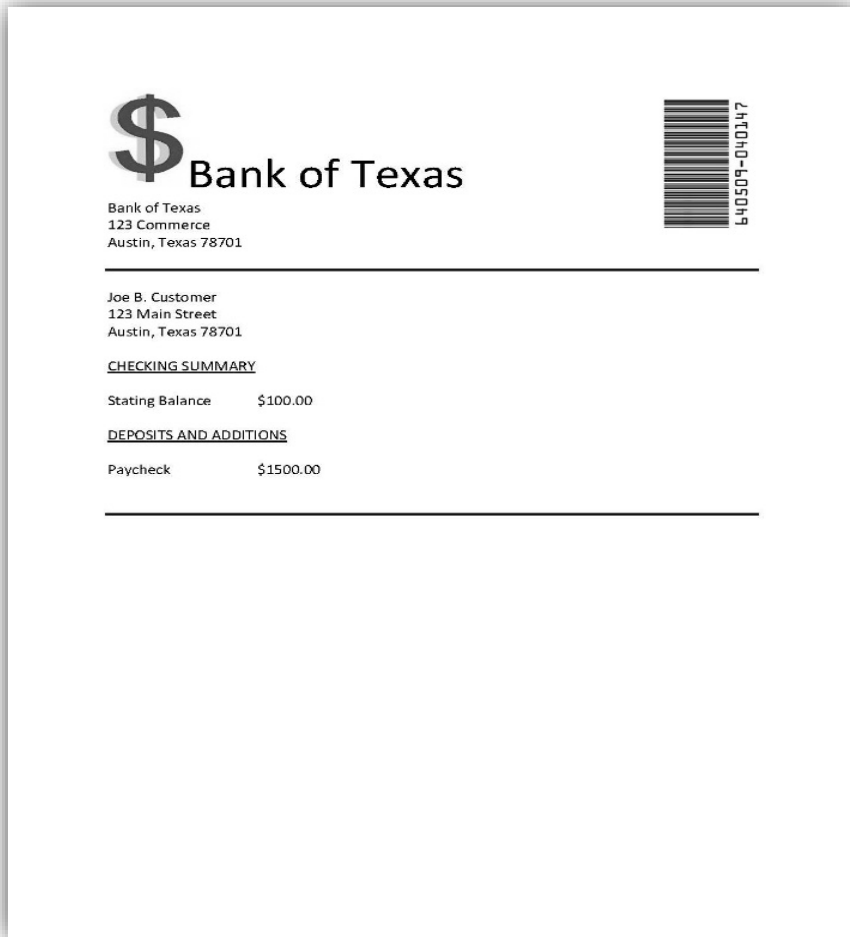 $
Bank of Texas
640509-040147
Bank of Texas
123 Commerce
Austin, Texas 78701
Joe B. Customer
123 Main Street
Austin, Texas 78701
CHECKING SUMMARY
Stating Balance $100.00
DEPOSITS AND ADDITIONS
Paycheck $1500.00